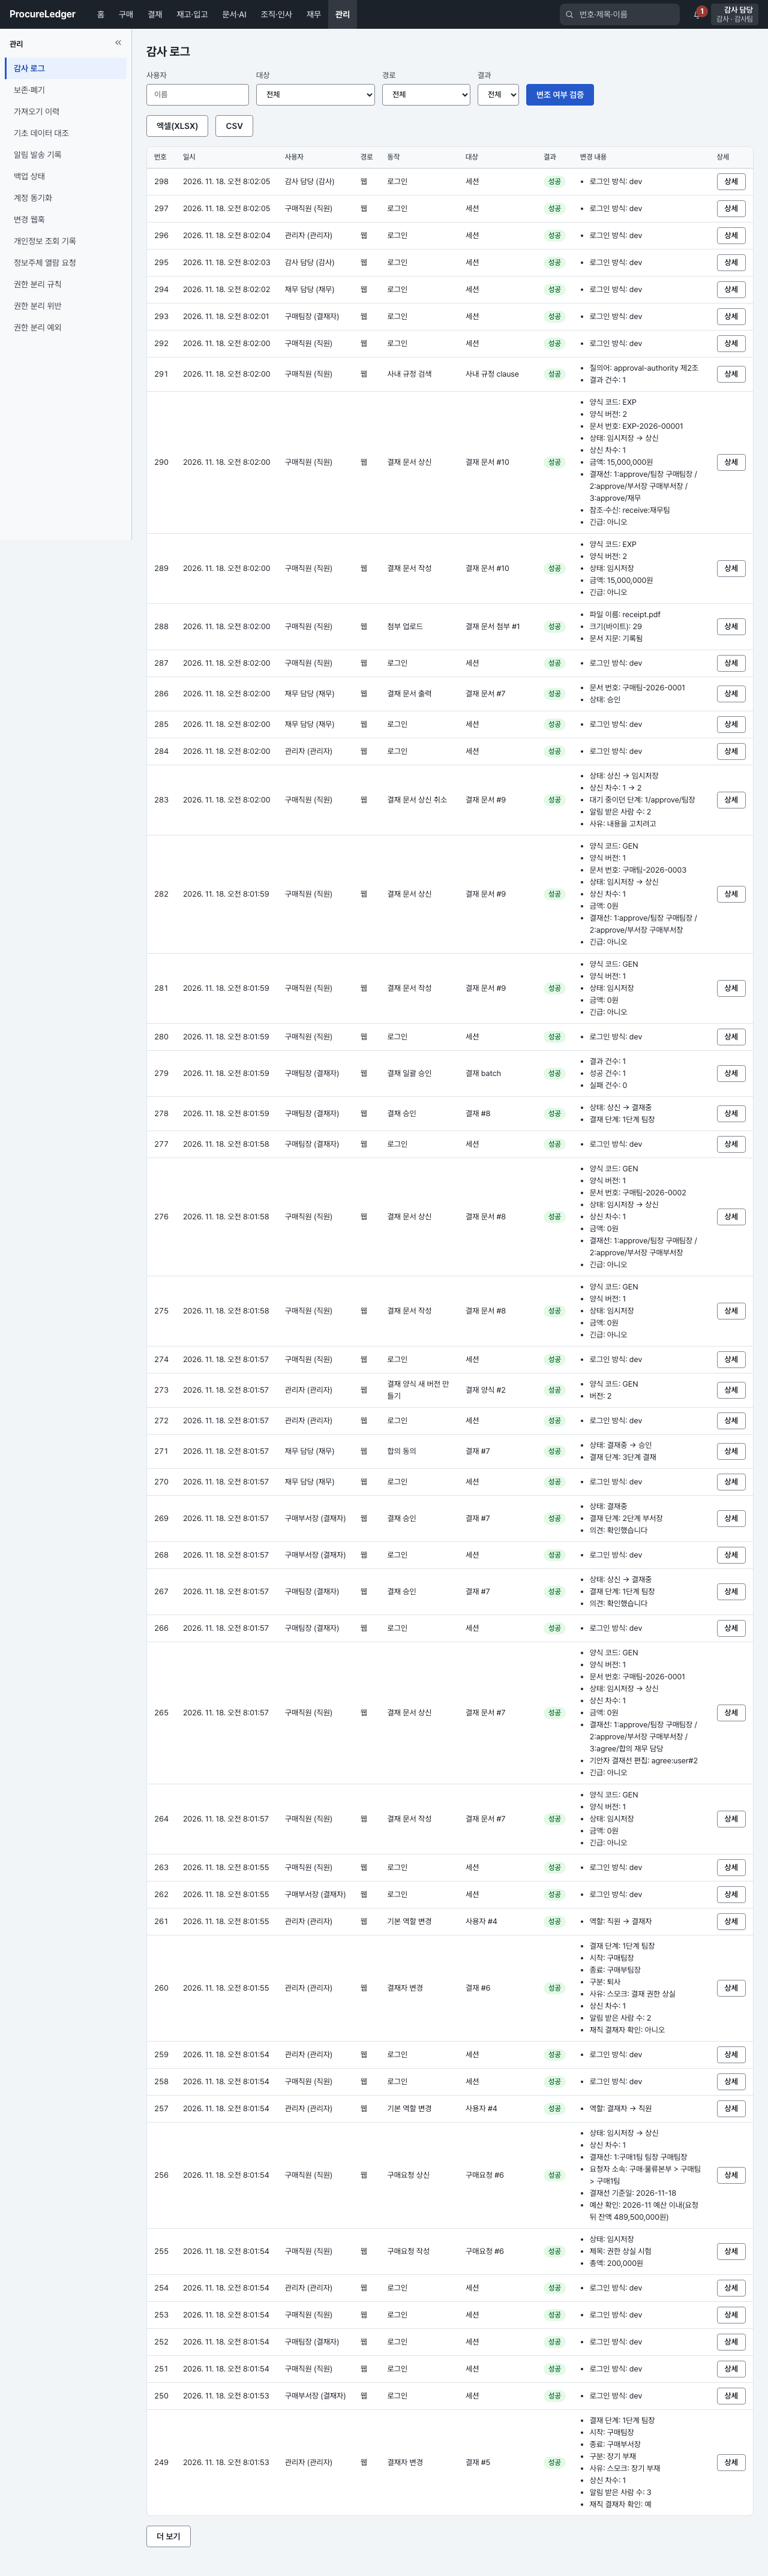 ProcureLedger 홈 구매 결재 재고·입고 문서·AI 조직·인사 재무 관리 번호·제목·이름 1 감사 담당
감사 · 감사팀
관리
감사 로그
보존·폐기
가져오기 이력
기초 데이터 대조
알림 발송 기록
백업 상태
계정 동기화
변경 웹훅
개인정보 조회 기록
정보주체 열람 요청
권한 분리 규칙
권한 분리 위반
권한 분리 예외
감사 로그
사용자 대상 경로 결과
이름 전체 전체 전체 변조 여부 검증
엑셀(XLSX) CSV
번호 일시 사용자 경로 동작 대상 결과 변경 내용 상세
298 2026. 11. 18. 오전 8:02:05 감사 담당 (감사) 웹 로그인 세션 성공 • 로그인 방식: dev 상세
297 2026. 11. 18. 오전 8:02:05 구매직원 (직원) 웹 로그인 세션 성공 • 로그인 방식: dev 상세
296 2026. 11. 18. 오전 8:02:04 관리자 (관리자) 웹 로그인 세션 성공 • 로그인 방식: dev 상세
295 2026. 11. 18. 오전 8:02:03 감사 담당 (감사) 웹 로그인 세션 성공 • 로그인 방식: dev 상세
294 2026. 11. 18. 오전 8:02:02 재무 담당 (재무) 웹 로그인 세션 성공 • 로그인 방식: dev 상세
293 2026. 11. 18. 오전 8:02:01 구매팀장 (결재자) 웹 로그인 세션 성공 • 로그인 방식: dev 상세
292 2026. 11. 18. 오전 8:02:00 구매직원 (직원) 웹 로그인 세션 성공 • 로그인 방식: dev 상세
291 2026. 11. 18. 오전 8:02:00 구매직원 (직원) 웹 사내 규정 검색 사내 규정 clause 성공 • 질의어: approval-authority 제2조
• 결과 건수: 1 상세
290 2026. 11. 18. 오전 8:02:00 구매직원 (직원) 웹 결재 문서 상신 결재 문서 #10 성공 • 양식 코드: EXP
• 양식 버전: 2
• 문서 번호: EXP-2026-00001
• 상태: 임시저장 → 상신
• 상신 차수: 1
• 금액: 15,000,000원
• 결재선: 1:approve/팀장 구매팀장 /
2:approve/부서장 구매부서장 /
3:approve/재무
• 참조·수신: receive:재무팀
• 긴급: 아니오 상세
289 2026. 11. 18. 오전 8:02:00 구매직원 (직원) 웹 결재 문서 작성 결재 문서 #10 성공 • 양식 코드: EXP
• 양식 버전: 2
• 상태: 임시저장
• 금액: 15,000,000원
• 긴급: 아니오 상세
288 2026. 11. 18. 오전 8:02:00 구매직원 (직원) 웹 첨부 업로드 결재 문서 첨부 #1 성공 • 파일 이름: receipt.pdf
• 크기(바이트): 29
• 문서 지문: 기록됨 상세
287 2026. 11. 18. 오전 8:02:00 구매직원 (직원) 웹 로그인 세션 성공 • 로그인 방식: dev 상세
286 2026. 11. 18. 오전 8:02:00 재무 담당 (재무) 웹 결재 문서 출력 결재 문서 #7 성공 • 문서 번호: 구매팀-2026-0001
• 상태: 승인 상세
285 2026. 11. 18. 오전 8:02:00 재무 담당 (재무) 웹 로그인 세션 성공 • 로그인 방식: dev 상세
284 2026. 11. 18. 오전 8:02:00 관리자 (관리자) 웹 로그인 세션 성공 • 로그인 방식: dev 상세
283 2026. 11. 18. 오전 8:02:00 구매직원 (직원) 웹 결재 문서 상신 취소 결재 문서 #9 성공 • 상태: 상신 → 임시저장
• 상신 차수: 1 → 2
• 대기 중이던 단계: 1/approve/팀장
• 알림 받은 사람 수: 2
• 사유: 내용을 고치려고 상세
282 2026. 11. 18. 오전 8:01:59 구매직원 (직원) 웹 결재 문서 상신 결재 문서 #9 성공 • 양식 코드: GEN
• 양식 버전: 1
• 문서 번호: 구매팀-2026-0003
• 상태: 임시저장 → 상신
• 상신 차수: 1
• 금액: 0원
• 결재선: 1:approve/팀장 구매팀장 /
2:approve/부서장 구매부서장
• 긴급: 아니오 상세
281 2026. 11. 18. 오전 8:01:59 구매직원 (직원) 웹 결재 문서 작성 결재 문서 #9 성공 • 양식 코드: GEN
• 양식 버전: 1
• 상태: 임시저장
• 금액: 0원
• 긴급: 아니오 상세
280 2026. 11. 18. 오전 8:01:59 구매직원 (직원) 웹 로그인 세션 성공 • 로그인 방식: dev 상세
279 2026. 11. 18. 오전 8:01:59 구매팀장 (결재자) 웹 결재 일괄 승인 결재 batch 성공 • 결과 건수: 1
• 성공 건수: 1
• 실패 건수: 0 상세
278 2026. 11. 18. 오전 8:01:59 구매팀장 (결재자) 웹 결재 승인 결재 #8 성공 • 상태: 상신 → 결재중
• 결재 단계: 1단계 팀장 상세
277 2026. 11. 18. 오전 8:01:58 구매팀장 (결재자) 웹 로그인 세션 성공 • 로그인 방식: dev 상세
276 2026. 11. 18. 오전 8:01:58 구매직원 (직원) 웹 결재 문서 상신 결재 문서 #8 성공 • 양식 코드: GEN
• 양식 버전: 1
• 문서 번호: 구매팀-2026-0002
• 상태: 임시저장 → 상신
• 상신 차수: 1
• 금액: 0원
• 결재선: 1:approve/팀장 구매팀장 /
2:approve/부서장 구매부서장
• 긴급: 아니오 상세
275 2026. 11. 18. 오전 8:01:58 구매직원 (직원) 웹 결재 문서 작성 결재 문서 #8 성공 • 양식 코드: GEN
• 양식 버전: 1
• 상태: 임시저장
• 금액: 0원
• 긴급: 아니오 상세
274 2026. 11. 18. 오전 8:01:57 구매직원 (직원) 웹 로그인 세션 성공 • 로그인 방식: dev 상세
273 2026. 11. 18. 오전 8:01:57 관리자 (관리자) 웹 결재 양식 새 버전 만들기 결재 양식 #2 성공 • 양식 코드: GEN
• 버전: 2 상세
272 2026. 11. 18. 오전 8:01:57 관리자 (관리자) 웹 로그인 세션 성공 • 로그인 방식: dev 상세
271 2026. 11. 18. 오전 8:01:57 재무 담당 (재무) 웹 합의 동의 결재 #7 성공 • 상태: 결재중 → 승인
• 결재 단계: 3단계 결재 상세
270 2026. 11. 18. 오전 8:01:57 재무 담당 (재무) 웹 로그인 세션 성공 • 로그인 방식: dev 상세
269 2026. 11. 18. 오전 8:01:57 구매부서장 (결재자) 웹 결재 승인 결재 #7 성공 • 상태: 결재중
• 결재 단계: 2단계 부서장
• 의견: 확인했습니다 상세
268 2026. 11. 18. 오전 8:01:57 구매부서장 (결재자) 웹 로그인 세션 성공 • 로그인 방식: dev 상세
267 2026. 11. 18. 오전 8:01:57 구매팀장 (결재자) 웹 결재 승인 결재 #7 성공 • 상태: 상신 → 결재중
• 결재 단계: 1단계 팀장
• 의견: 확인했습니다 상세
266 2026. 11. 18. 오전 8:01:57 구매팀장 (결재자) 웹 로그인 세션 성공 • 로그인 방식: dev 상세
265 2026. 11. 18. 오전 8:01:57 구매직원 (직원) 웹 결재 문서 상신 결재 문서 #7 성공 • 양식 코드: GEN
• 양식 버전: 1
• 문서 번호: 구매팀-2026-0001
• 상태: 임시저장 → 상신
• 상신 차수: 1
• 금액: 0원
• 결재선: 1:approve/팀장 구매팀장 /
2:approve/부서장 구매부서장 /
3:agree/합의 재무 담당
• 기안자 결재선 편집: agree:user#2
• 긴급: 아니오 상세
264 2026. 11. 18. 오전 8:01:57 구매직원 (직원) 웹 결재 문서 작성 결재 문서 #7 성공 • 양식 코드: GEN
• 양식 버전: 1
• 상태: 임시저장
• 금액: 0원
• 긴급: 아니오 상세
263 2026. 11. 18. 오전 8:01:55 구매직원 (직원) 웹 로그인 세션 성공 • 로그인 방식: dev 상세
262 2026. 11. 18. 오전 8:01:55 구매부서장 (결재자) 웹 로그인 세션 성공 • 로그인 방식: dev 상세
261 2026. 11. 18. 오전 8:01:55 관리자 (관리자) 웹 기본 역할 변경 사용자 #4 성공 • 역할: 직원 → 결재자 상세
260 2026. 11. 18. 오전 8:01:55 관리자 (관리자) 웹 결재자 변경 결재 #6 성공 • 결재 단계: 1단계 팀장
• 시작: 구매팀장
• 종료: 구매부팀장
• 구분: 퇴사
• 사유: 스모크: 결재 권한 상실
• 상신 차수: 1
• 알림 받은 사람 수: 2
• 재직 결재자 확인: 아니오 상세
259 2026. 11. 18. 오전 8:01:54 관리자 (관리자) 웹 로그인 세션 성공 • 로그인 방식: dev 상세
258 2026. 11. 18. 오전 8:01:54 구매직원 (직원) 웹 로그인 세션 성공 • 로그인 방식: dev 상세
257 2026. 11. 18. 오전 8:01:54 관리자 (관리자) 웹 기본 역할 변경 사용자 #4 성공 • 역할: 결재자 → 직원 상세
256 2026. 11. 18. 오전 8:01:54 구매직원 (직원) 웹 구매요청 상신 구매요청 #6 성공 • 상태: 임시저장 → 상신
• 상신 차수: 1
• 결재선: 1:구매1팀 팀장 구매팀장
• 요청자 소속: 구매·물류본부 > 구매팀
> 구매1팀
• 결재선 기준일: 2026-11-18
• 예산 확인: 2026-11 예산 이내(요청
뒤 잔액 489,500,000원) 상세
255 2026. 11. 18. 오전 8:01:54 구매직원 (직원) 웹 구매요청 작성 구매요청 #6 성공 • 상태: 임시저장
• 제목: 권한 상실 시험
• 총액: 200,000원 상세
254 2026. 11. 18. 오전 8:01:54 관리자 (관리자) 웹 로그인 세션 성공 • 로그인 방식: dev 상세
253 2026. 11. 18. 오전 8:01:54 구매직원 (직원) 웹 로그인 세션 성공 • 로그인 방식: dev 상세
252 2026. 11. 18. 오전 8:01:54 구매팀장 (결재자) 웹 로그인 세션 성공 • 로그인 방식: dev 상세
251 2026. 11. 18. 오전 8:01:54 구매직원 (직원) 웹 로그인 세션 성공 • 로그인 방식: dev 상세
250 2026. 11. 18. 오전 8:01:53 구매부서장 (결재자) 웹 로그인 세션 성공 • 로그인 방식: dev 상세
249 2026. 11. 18. 오전 8:01:53 관리자 (관리자) 웹 결재자 변경 결재 #5 성공 • 결재 단계: 1단계 팀장
• 시작: 구매팀장
• 종료: 구매부서장
• 구분: 장기 부재
• 사유: 스모크: 장기 부재
• 상신 차수: 1
• 알림 받은 사람 수: 3
• 재직 결재자 확인: 예 상세
더 보기